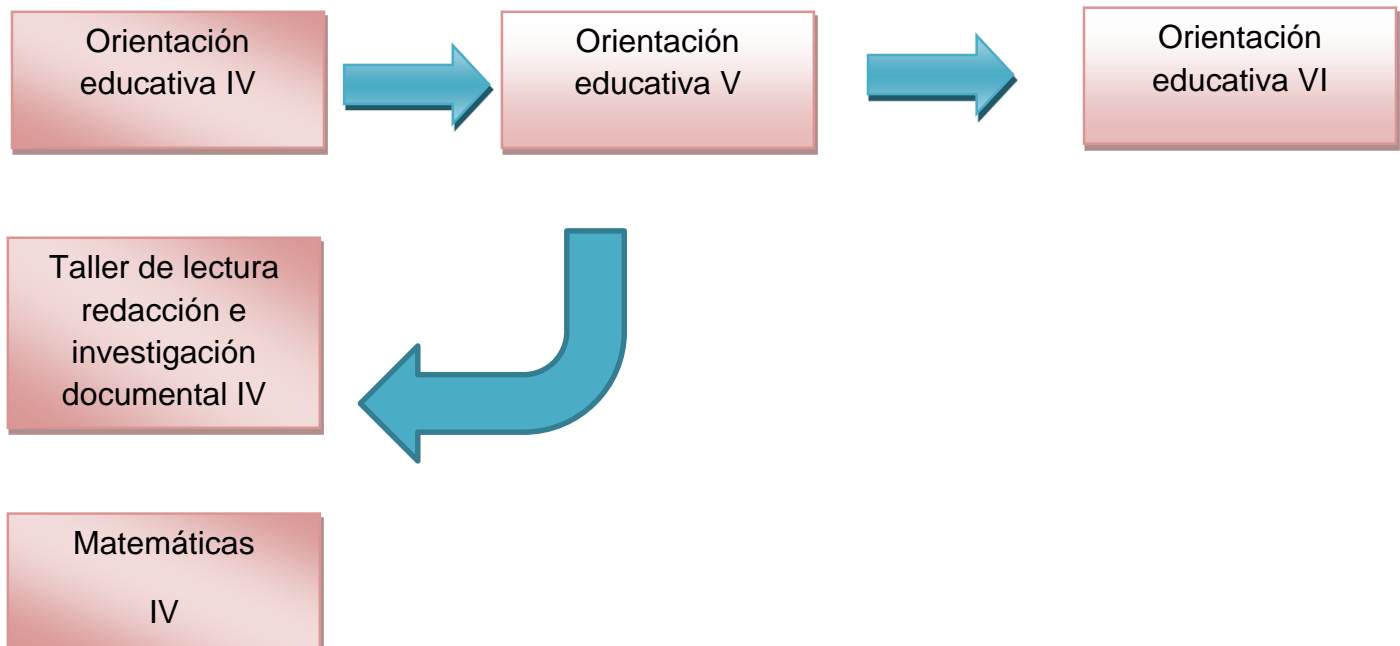 Orientación
educativa IV
Orientación
educativa V
Orientación
educativa VI
Taller de lectura
redacción e
investigación
documental IV
Matemáticas
IV